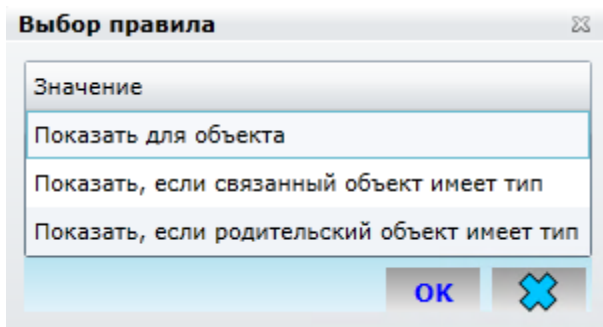 Выбор правила
Значение
Показать для объекта
Показать, если связанный объект имеет тип
Показать, если родительский объект имеет тип
OK